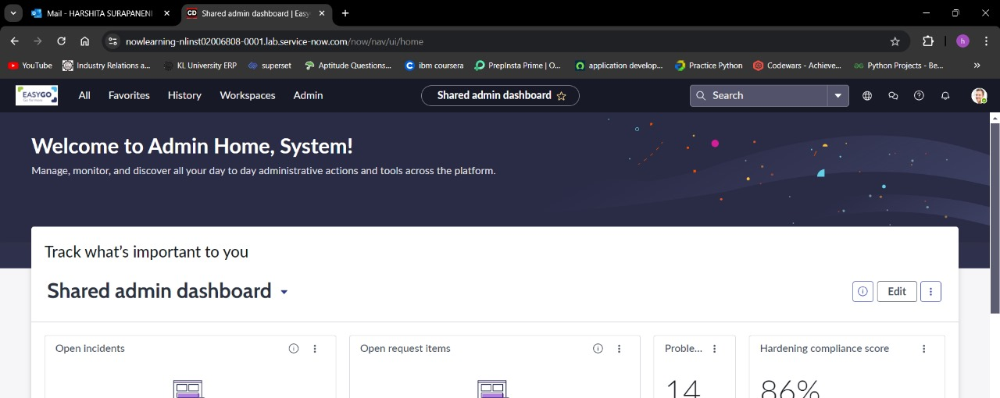 Mail - HARSHITA SURAPANENI
Shared admin dashboard | Easy
nowlearning-nlinst02006808-0001.lab.service-now.com/now/nav/ui/home
h
YouTube Industry Relations a... KL University ERP superset Aptitude Questions... ibm coursera PrepInsta Prime | O... application develop... Practice Python Codewars - Achieve... Python Projects - Be...
EASYGO All Favorites History Workspaces Admin Shared admin dashboard Search
Welcome to Admin Home, System!
Manage, monitor, and discover all your day to day administrative actions and tools across the platform.
Track what's important to you
Shared admin dashboard
Edit
Open incidents Open request items Proble... Hardening compliance score
14 86%